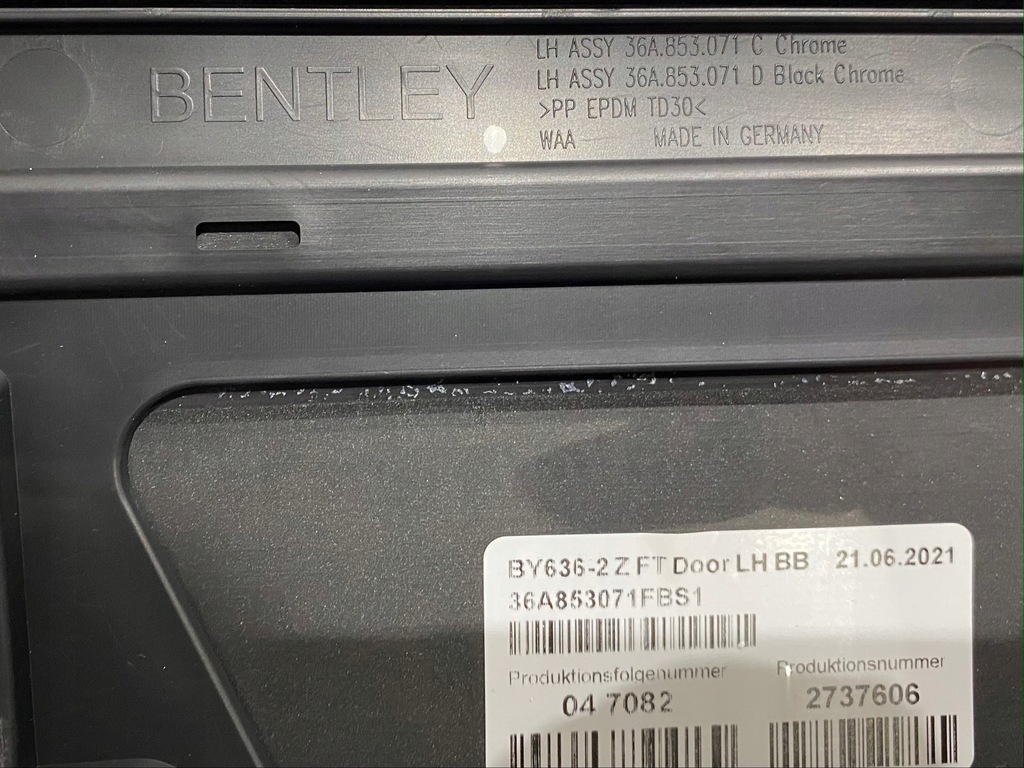 BENTLEY
LH ASSY 36A.853.071 C Chrome
LH ASSY 36A.853.071 D Black Chrome
>PP EPDM TD30<
WAA MADE IN GERMANY
BY636-2 Z FT Door LH BB 21.06.2021
36A853071FBS1
Produktionsfolgenummer Produktionsnummer
04 7082 2737606